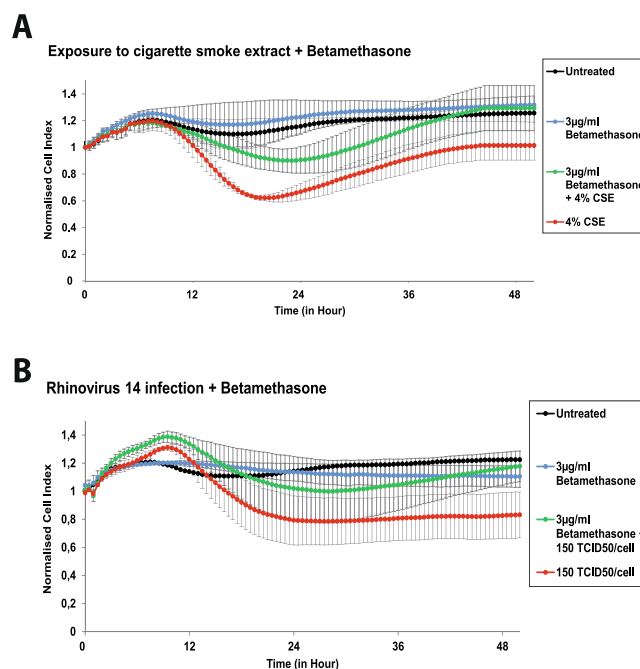 A
Exposure to cigarette smoke extract + Betamethasone
Normalised Cell Index
1,4
1.2
1
0.8
0.6
0.4
0.2
0
0
12
24
36
48
Time (in Hour)
Untreated
3µg/ml
Betamethasone
3µg/ml
Betamethasone
+ 4% CSE
4% CSE
B
Rhinovirus 14 infection + Betamethasone
Normalised Cell Index
1,4
1,2
1,0
0,8
0,6
0,4
0,2
0
0
12
24
36
48
Time (in Hour)
Untreated
3µg/ml
Betamethasone
3µg/ml
Betamethasone
150 TCID50/cell
150 TCID50/cell